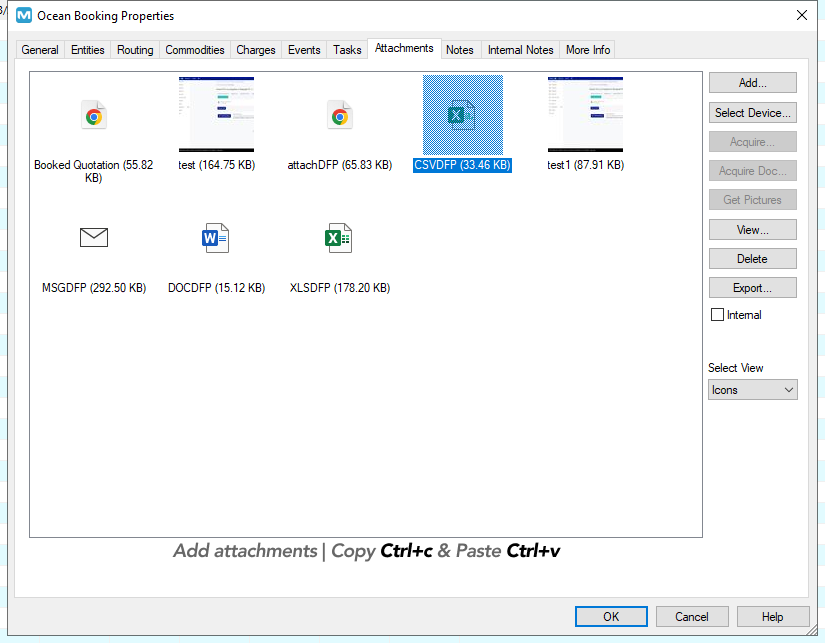 Ocean Booking Properties
General
Entities
Routing
Commodities
Charges
Events
Tasks
Attachments
Notes
Internal Notes
More Info
Booked Quotation (55.82
KB)
test (164.75 KB)
attachDFP (65.83 KB)
CSVDFP (33.46 KB)
test1 (87.91 KB)
MSGDFP (292.50 KB)
DOCDFP (15.12 KB)
XLSDFP (178.20 KB)
Add...
Select Device...
Acquire...
Acquire Doc...
Get Pictures
View...
Delete
Export...
Internal
Select View
Icons
Add attachments | Copy Ctrl+c & Paste Ctrl+v
OK
Cancel
Help